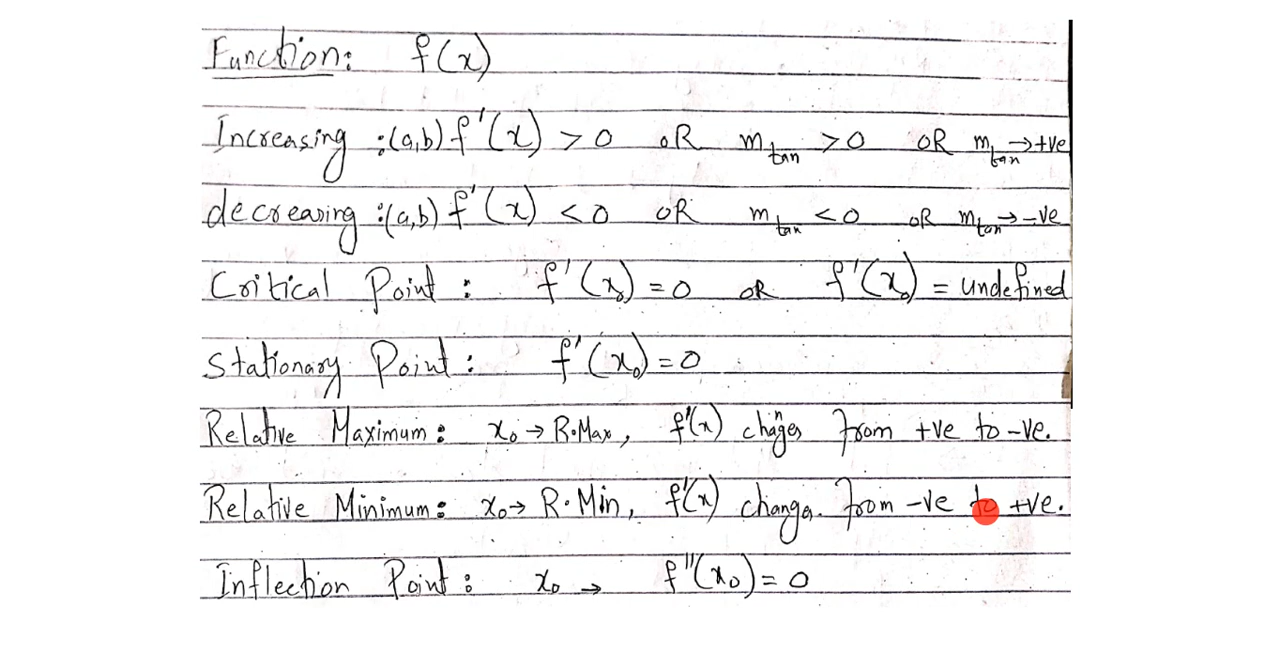 Function: f(x)
Increasing :(a,b) f'(x) > 0 OR m_tan > 0 OR m_tan → +ve
decreasing :(a,b) f'(x) < 0 OR m_tan < 0 OR m_tan → -ve
Critical Point : f'(x₀) = 0 OR f'(x₀) = undefined
Stationary Point : f'(x₀) = 0
Relative Maximum : x₀ → R.Max, f'(x) changes from +ve to -ve.
Relative Minimum : x₀ → R.Min, f'(x) changes from -ve to +ve.
Inflection Point : x₀ → f''(x₀) = 0